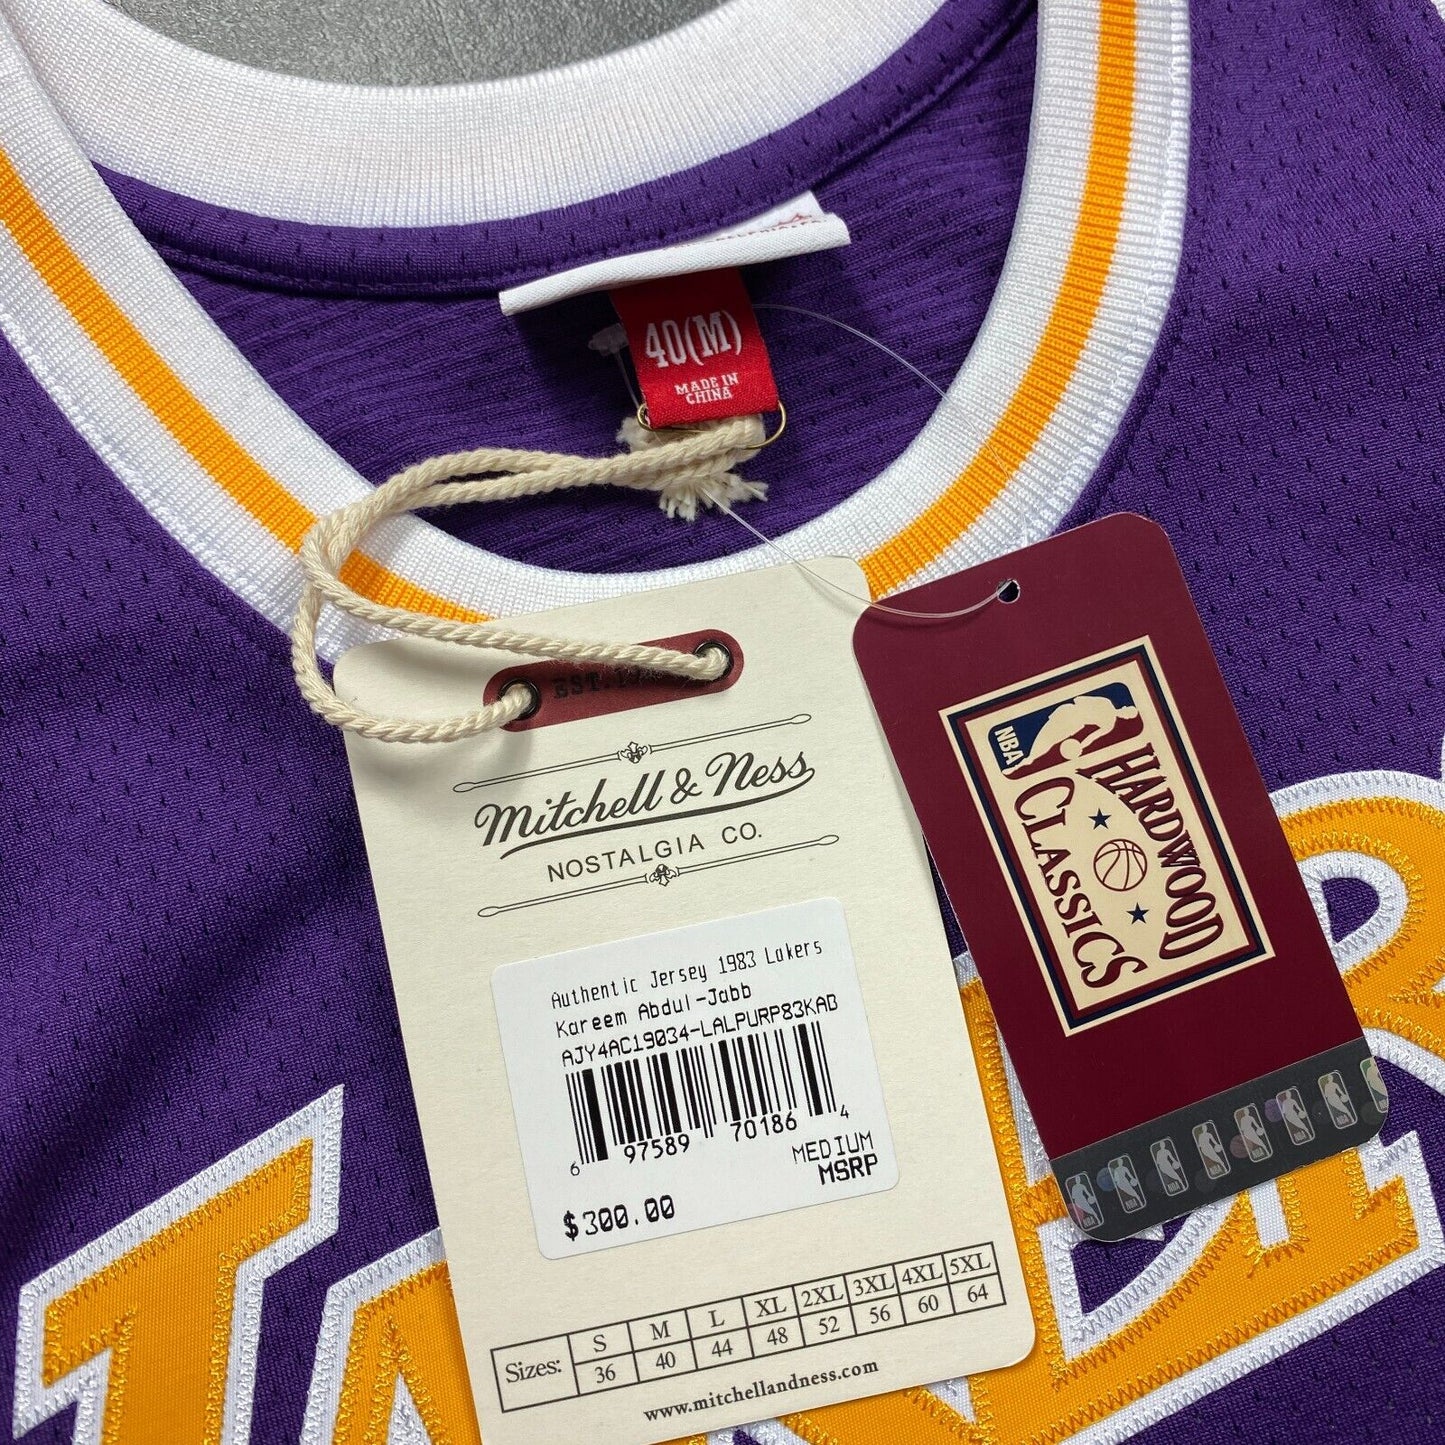 40(M)
MADE IN
CHINA
EST.
Mitchell & Ness
NOSTALGIA CO.
Authentic Jersey 1983 Lakers
Kareem Abdul-Jabb
AJY4AC19034-LALPURP83KAB
6 97589 70186 4
MEDIUM
$300.00 MSRP
Sizes: S M L XL 2XL 3XL 4XL 5XL
36 40 44 48 52 56 60 64
www.mitchellandness.com
NBA
HARDWOOD
CLASSICS